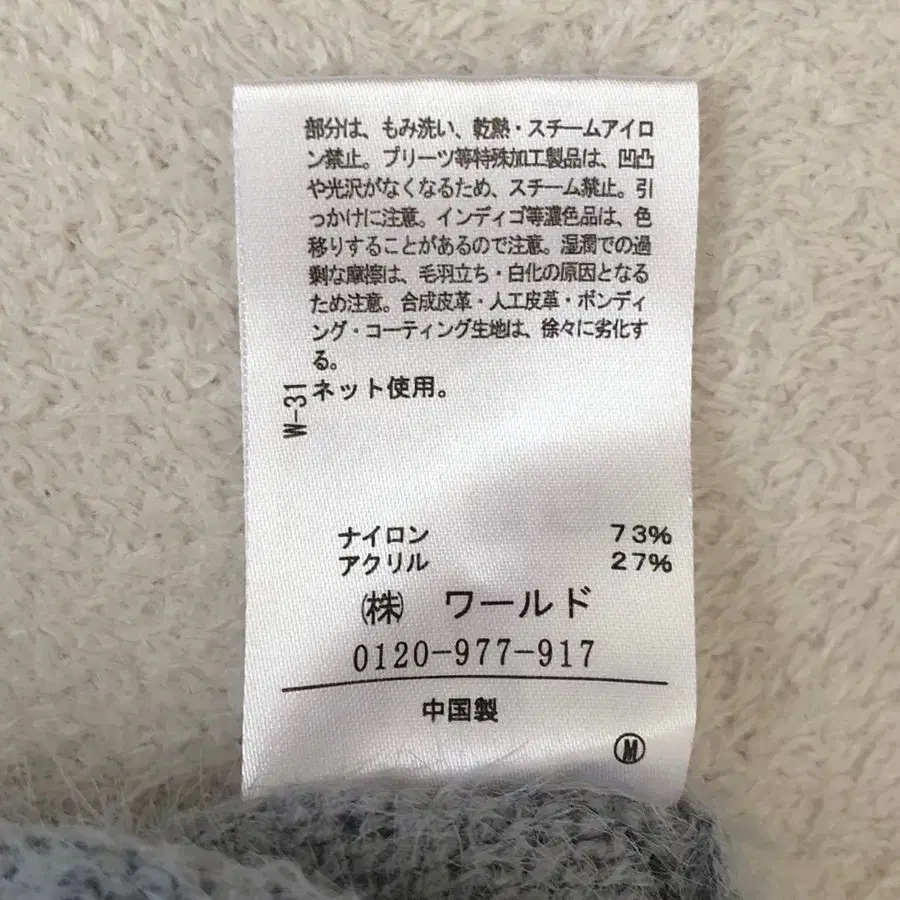 部分は、もみ洗い、乾熱・スチームアイロ
ン禁止。プリーツ等特殊加工製品は、凹凸
や光沢がなくなるため、スチーム禁止。引
っかけに注意。インディゴ等濃色品は、色
移りすることがあるので注意。湿潤での過
剰な摩擦は、毛羽立ち・白化の原因となる
ため注意。合成皮革・人工皮革・ボンディ
ング・コーティング生地は、徐々に劣化す
る。
ネット使用。
W-31
ナイロン 73%
アクリル 27%
㈱ ワールド
0120-977-917
中国製
Ⓜ